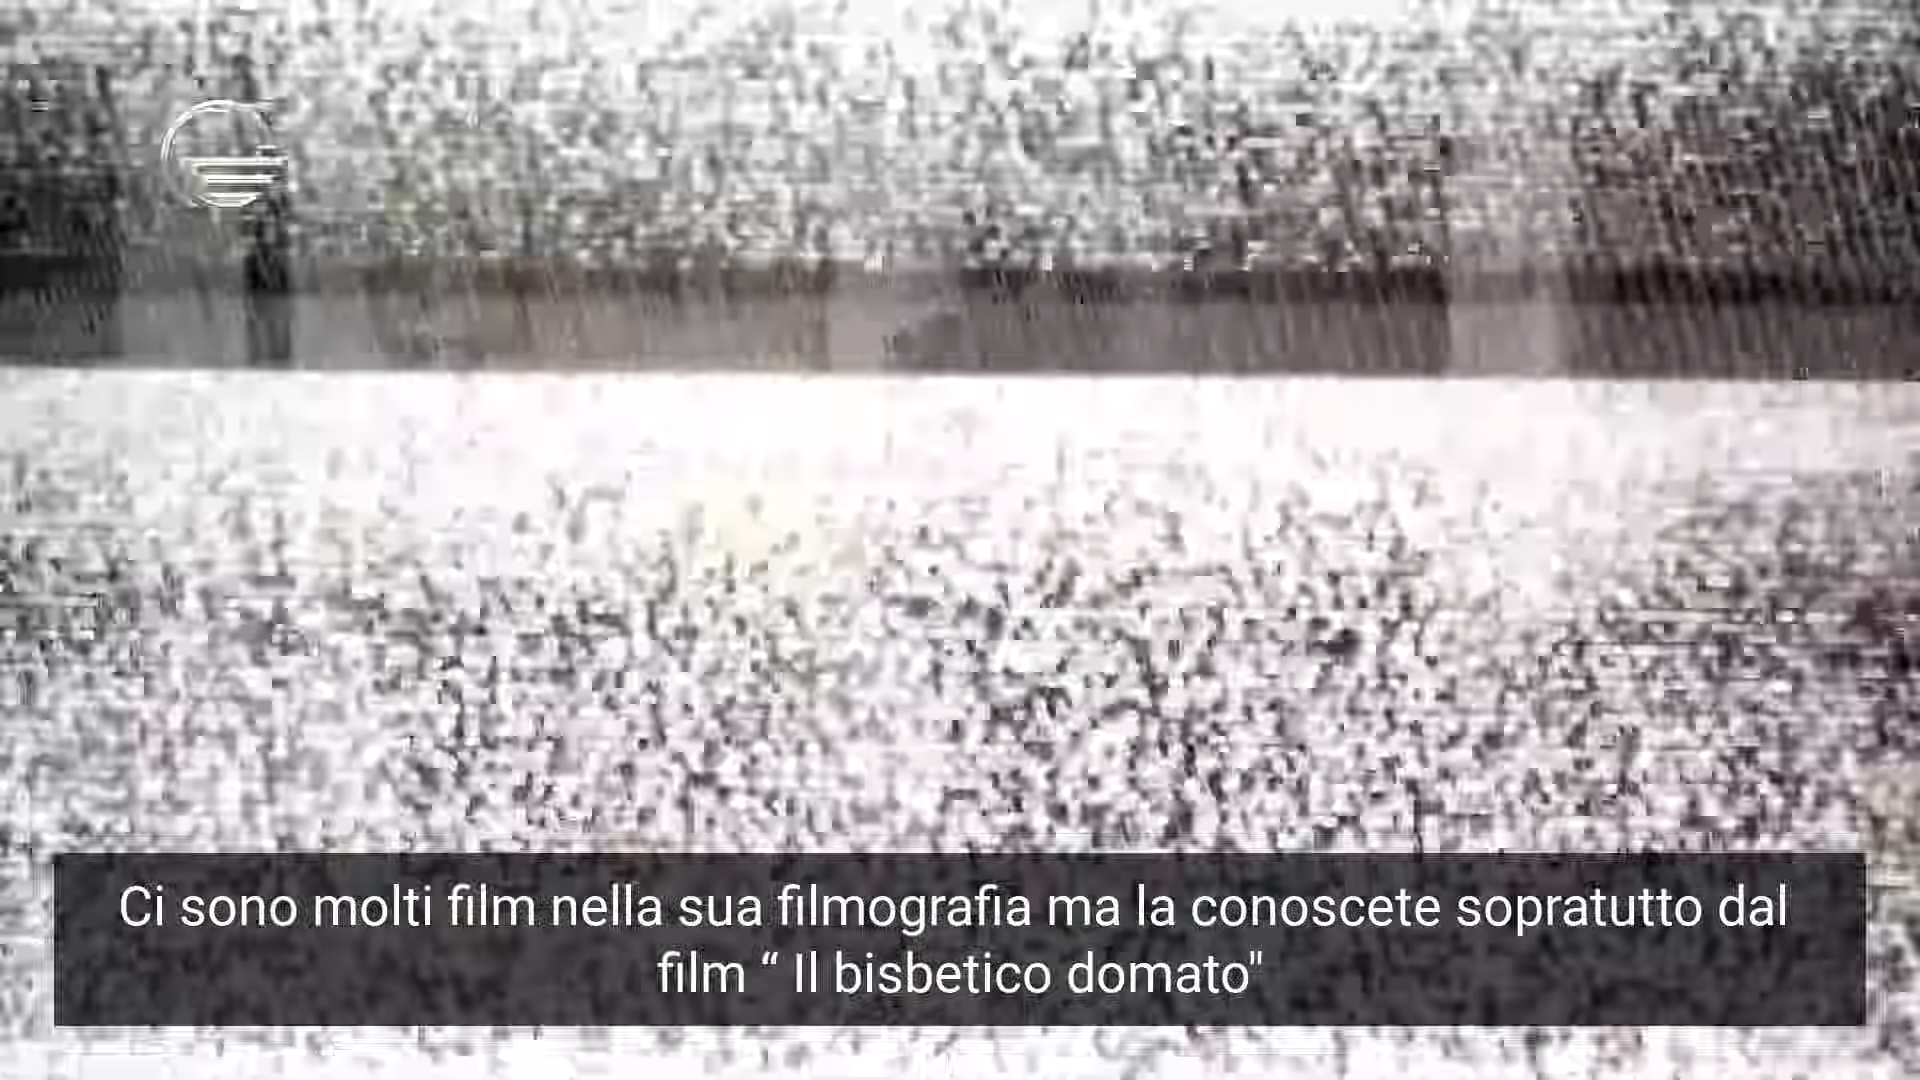 Ci sono molti film nella sua filmografia ma la conoscete sopratutto dal
film “ Il bisbetico domato"